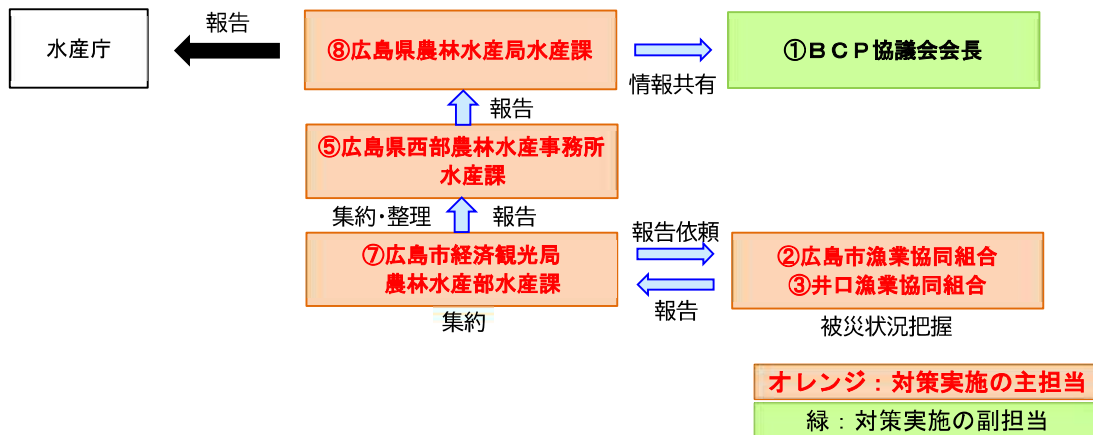 水産庁
報告
⑧広島県農林水産局水産課
情報共有
①ＢＣＰ協議会会長
報告
⑤広島県西部農林水産事務所
水産課
集約・整理
報告
⑦広島市経済観光局
農林水産部水産課
集約
報告依頼
報告
②広島市漁業協同組合
③井口漁業協同組合
被災状況把握
オレンジ：対策実施の主担当
緑：対策実施の副担当